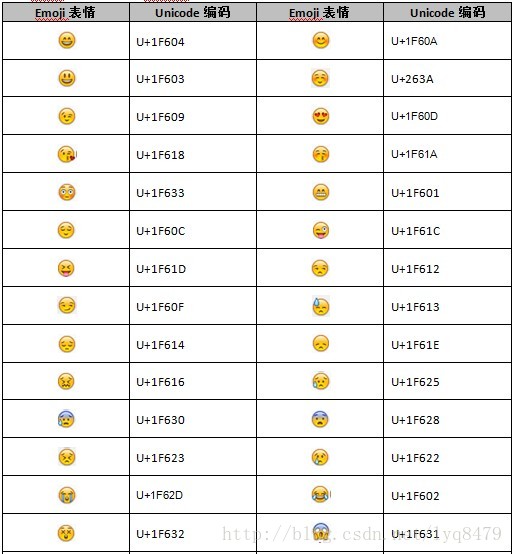 Emoji 表情 Unicode 编码 Emoji 表情 Unicode 编码
U+1F604 U+1F60A
U+1F603 U+263A
U+1F609 U+1F60D
U+1F618 U+1F61A
U+1F633 U+1F601
U+1F60C U+1F61C
U+1F61D U+1F612
U+1F60F U+1F613
U+1F614 U+1F61E
U+1F616 U+1F625
U+1F630 U+1F628
U+1F623 U+1F622
U+1F62D U+1F602
U+1F632 U+1F631
http://blog.csdn.net/lyq8479